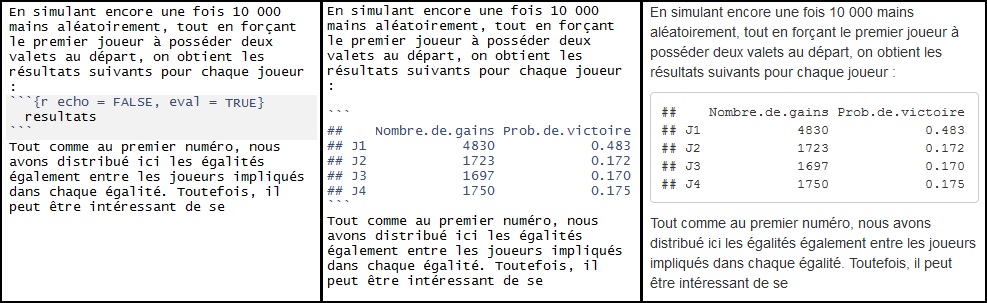 En simulant encore une fois 10 000
mains aléatoirement, tout en forçant
le premier joueur à posséder deux
valets au départ, on obtient les
résultats suivants pour chaque joueur
:
```{r echo = FALSE, eval = TRUE}
  resultats
```
Tout comme au premier numéro, nous
avons distribué ici les égalités
également entre les joueurs impliqués
dans chaque égalité. Toutefois, il
peut être intéressant de se
En simulant encore une fois 10 000
mains aléatoirement, tout en forçant
le premier joueur à posséder deux
valets au départ, on obtient les
résultats suivants pour chaque joueur
:
```
##    Nombre.de.gains Prob.de.victoire
## J1            4830            0.483
## J2            1723            0.172
## J3            1697            0.170
## J4            1750            0.175
```
Tout comme au premier numéro, nous
avons distribué ici les égalités
également entre les joueurs impliqués
dans chaque égalité. Toutefois, il
peut être intéressant de se
En simulant encore une fois 10 000 mains
aléatoirement, tout en forçant le premier joueur à
posséder deux valets au départ, on obtient les
résultats suivants pour chaque joueur :
##    Nombre.de.gains Prob.de.victoire
## J1            4830            0.483
## J2            1723            0.172
## J3            1697            0.170
## J4            1750            0.175
Tout comme au premier numéro, nous avons
distribué ici les égalités également entre les joueurs
impliqués dans chaque égalité. Toutefois, il peut
être intéressant de se